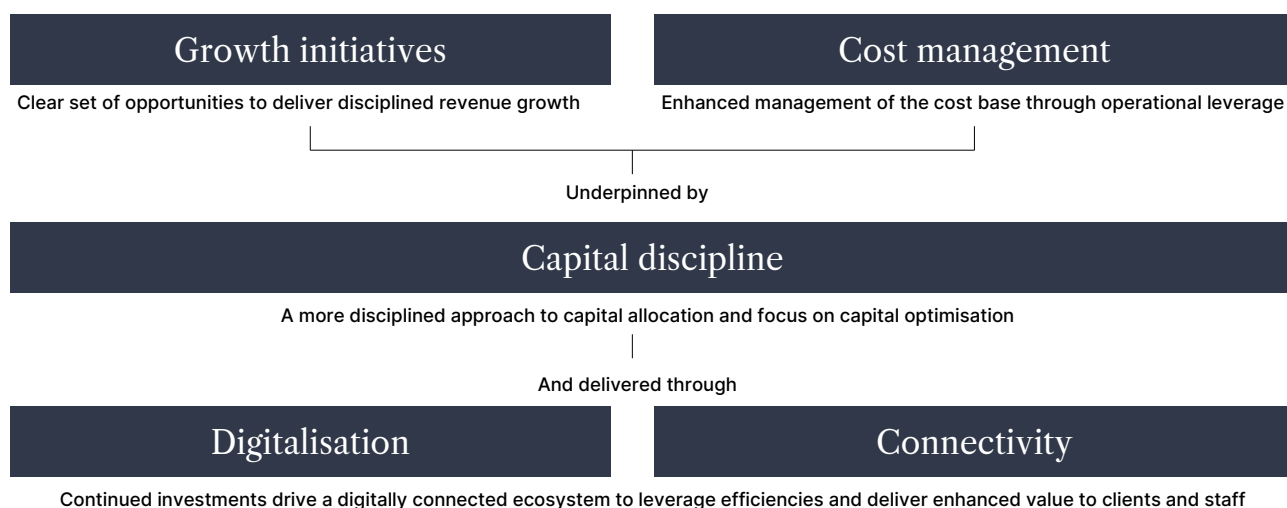 Growth initiatives
Clear set of opportunities to deliver disciplined revenue growth
Cost management
Enhanced management of the cost base through operational leverage
Underpinned by
Capital discipline
A more disciplined approach to capital allocation and focus on capital optimisation
And delivered through
Digitalisation
Connectivity
Continued investments drive a digitally connected ecosystem to leverage efficiencies and deliver enhanced value to clients and staff